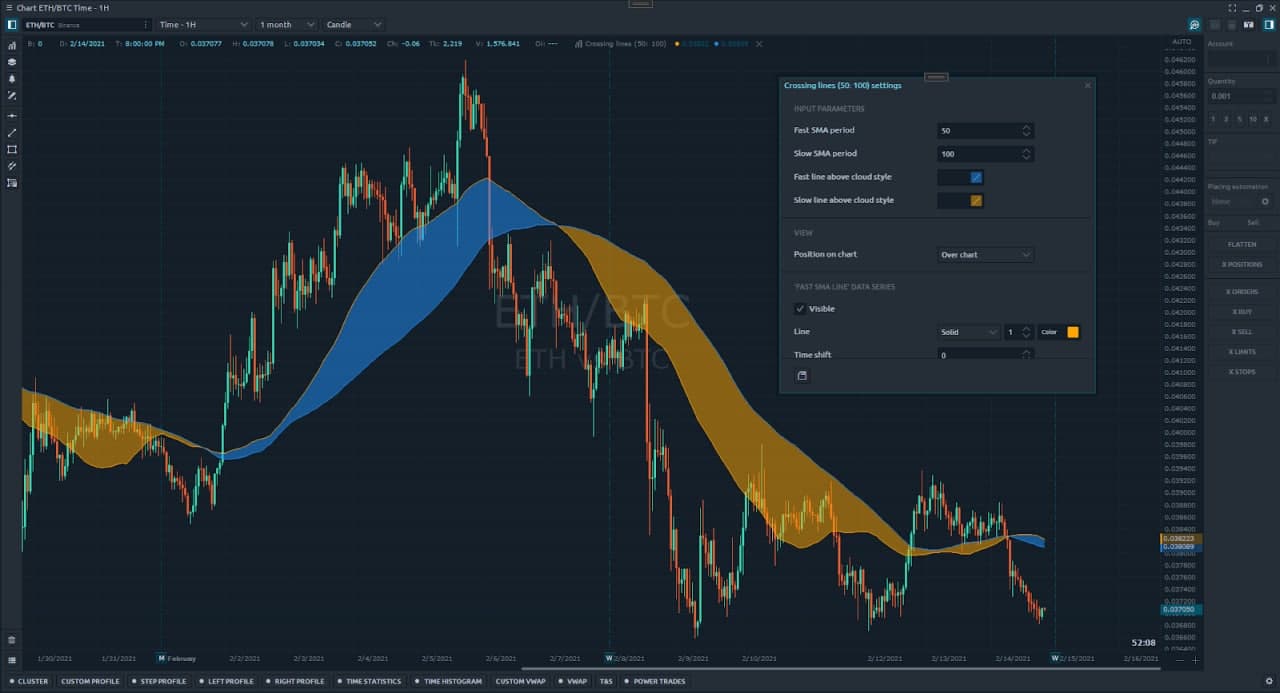 Chart ETH/BTC Time - 1H
ETH/BTC Binance Time - 1H 1 month Candle
B: 0 D: 2/14/2021 T: 8:00:00 PM O: 0.037077 H: 0.037078 L: 0.037034 C: 0.037052 Ch: -0.06 Tk: 2,219 V: 1,576.841 OI: --- Crossing lines (50: 100)
AUTO
Account
Quantity
0.001
1 3 5 10 X
TIF
Placing automation
None
Buy Sell
FLATTEN
X POSITIONS
X ORDERS
X BUY
X SELL
X LIMITS
X STOPS
Crossing lines (50: 100) settings
INPUT PARAMETERS
Fast SMA period 50
Slow SMA period 100
Fast line above cloud style
Slow line above cloud style
VIEW
Position on chart Over chart
'FAST SMA LINE' DATA SERIES
Visible
Line Solid 1 Color
Time shift 0
ETH/BTC
0.046200
0.046000
0.045800
0.045600
0.045400
0.045200
0.045000
0.044800
0.044600
0.044400
0.044200
0.044000
0.043800
0.043600
0.043400
0.043200
0.043000
0.042800
0.042600
0.042400
0.042200
0.042000
0.041800
0.041600
0.041400
0.041200
0.041000
0.040800
0.040600
0.040400
0.040200
0.040000
0.039800
0.039600
0.039400
0.039200
0.039000
0.038800
0.038600
0.038400
0.038223
0.038089
0.038000
0.037800
0.037600
0.037400
0.037200
0.037050
0.036800
0.036600
0.036400
52:08
1/30/2021 1/31/2021 M February 2/2/2021 2/3/2021 2/4/2021 2/5/2021 2/6/2021 2/7/2021 W 2/8/2021 2/9/2021 2/10/2021 2/12/2021 2/13/2021 2/14/2021 W 2/15/2021 2/16/2021
CLUSTER CUSTOM PROFILE STEP PROFILE LEFT PROFILE RIGHT PROFILE TIME STATISTICS TIME HISTOGRAM CUSTOM VWAP VWAP T&S POWER TRADES